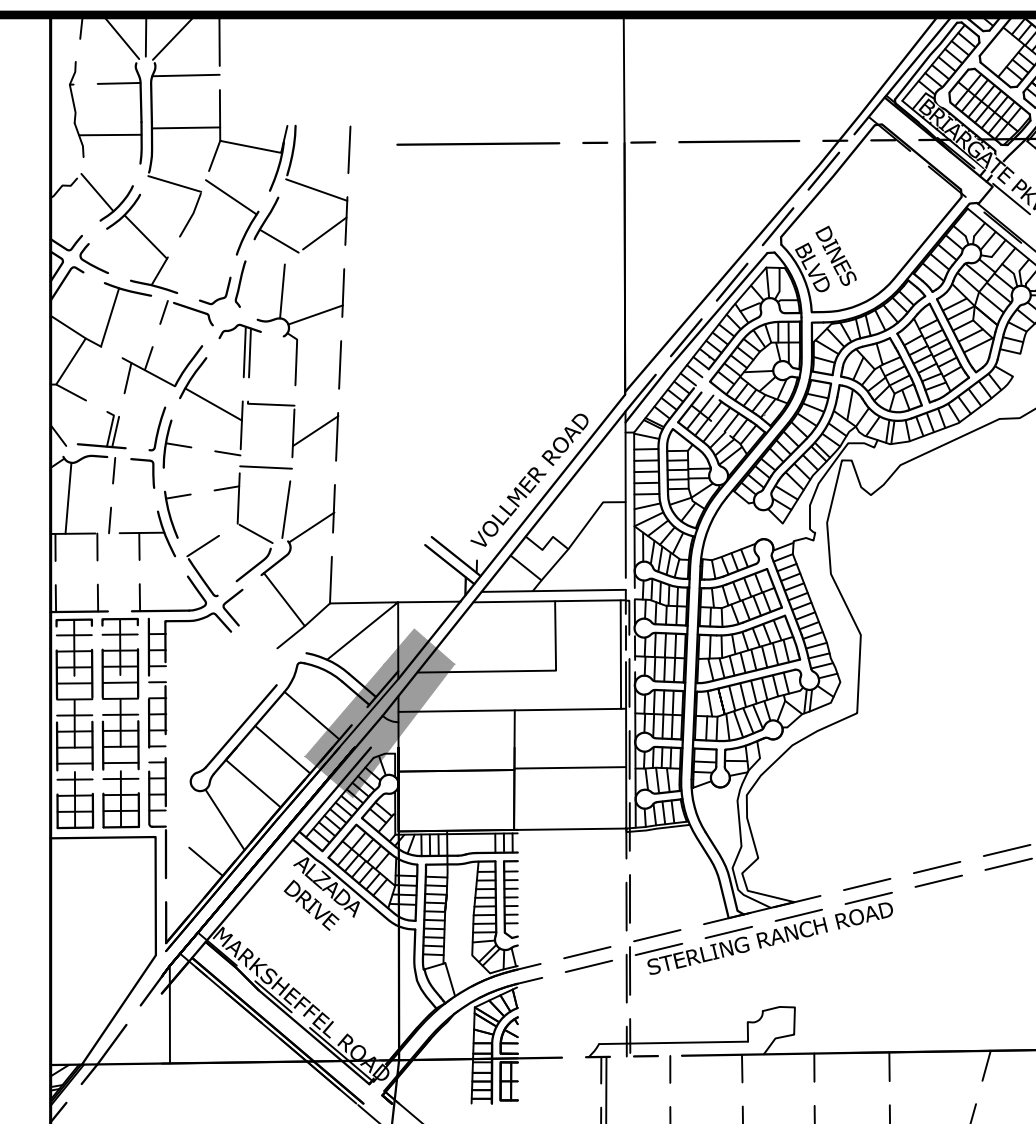 BRIARGATE PK
DINES
BLVD
VOLLMER ROAD
ALZADA
DRIVE
STERLING RANCH ROAD
MARKSHEFFEL ROAD